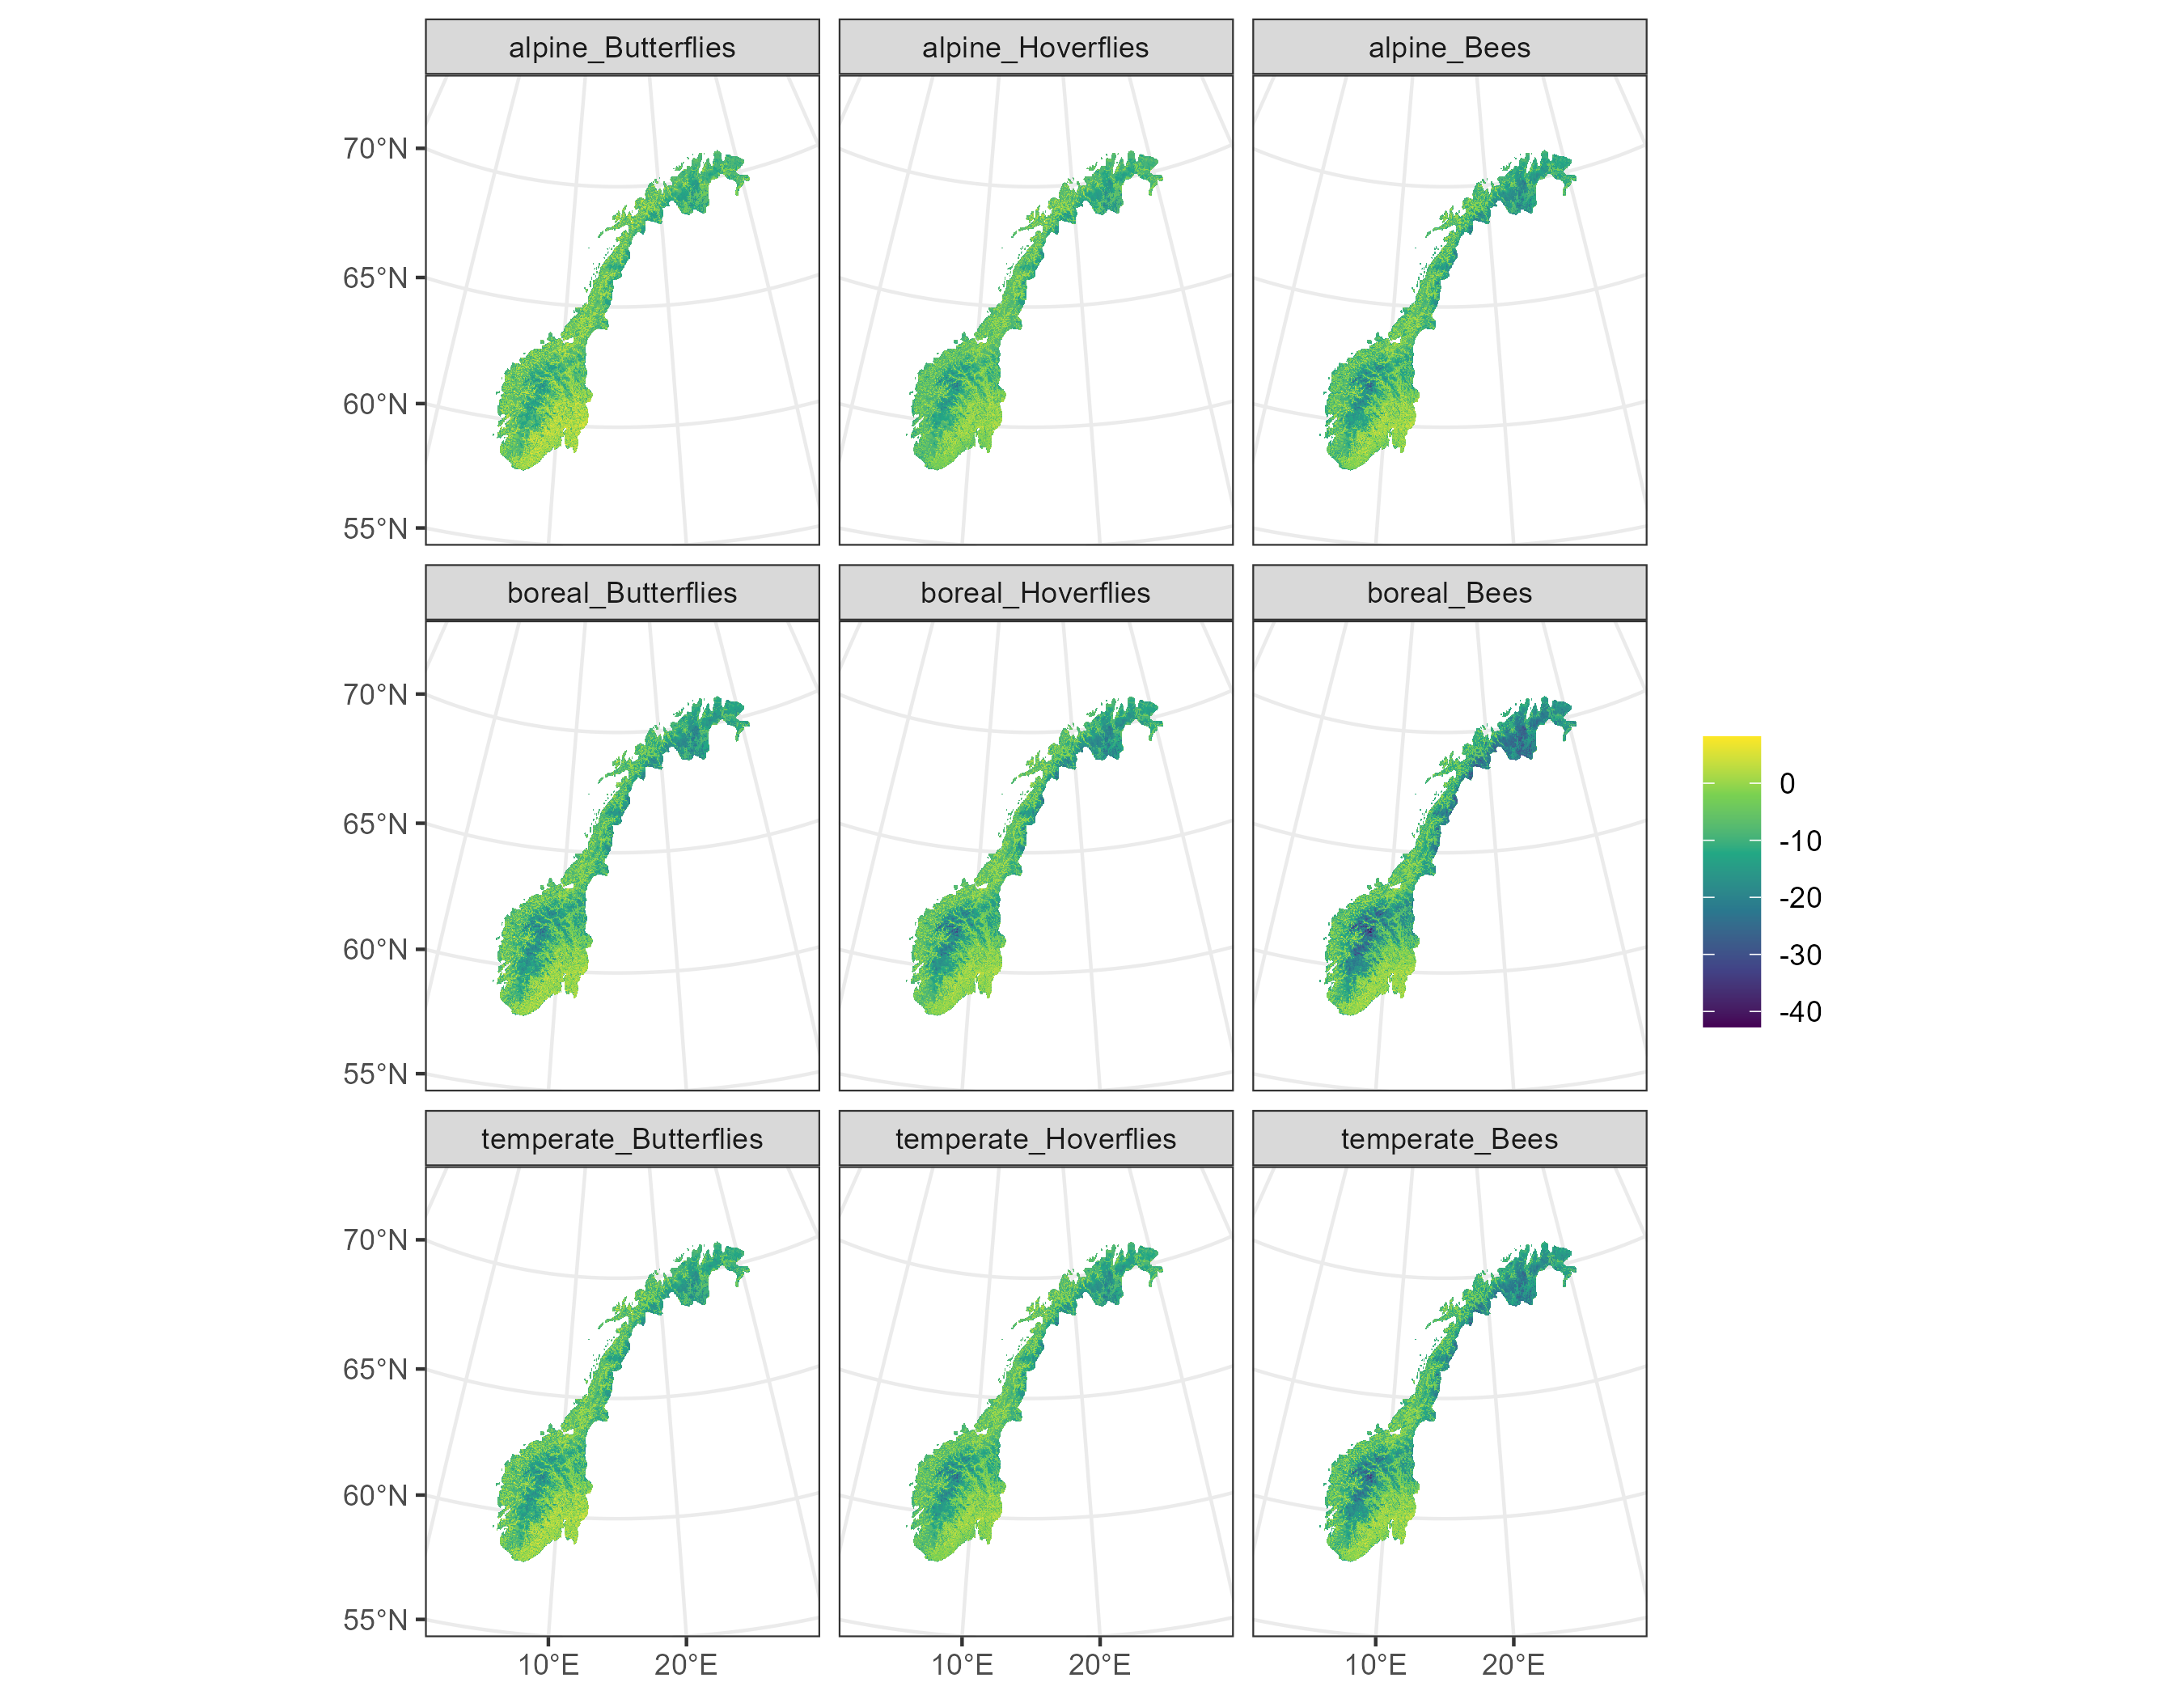 alpine_Butterflies alpine_Hoverflies alpine_Bees
70°N
65°N
60°N
55°N
boreal_Butterflies boreal_Hoverflies boreal_Bees
70°N
65°N
60°N
55°N
0
-10
-20
-30
-40
temperate_Butterflies temperate_Hoverflies temperate_Bees
70°N
65°N
60°N
55°N
10°E 20°E 10°E 20°E 10°E 20°E